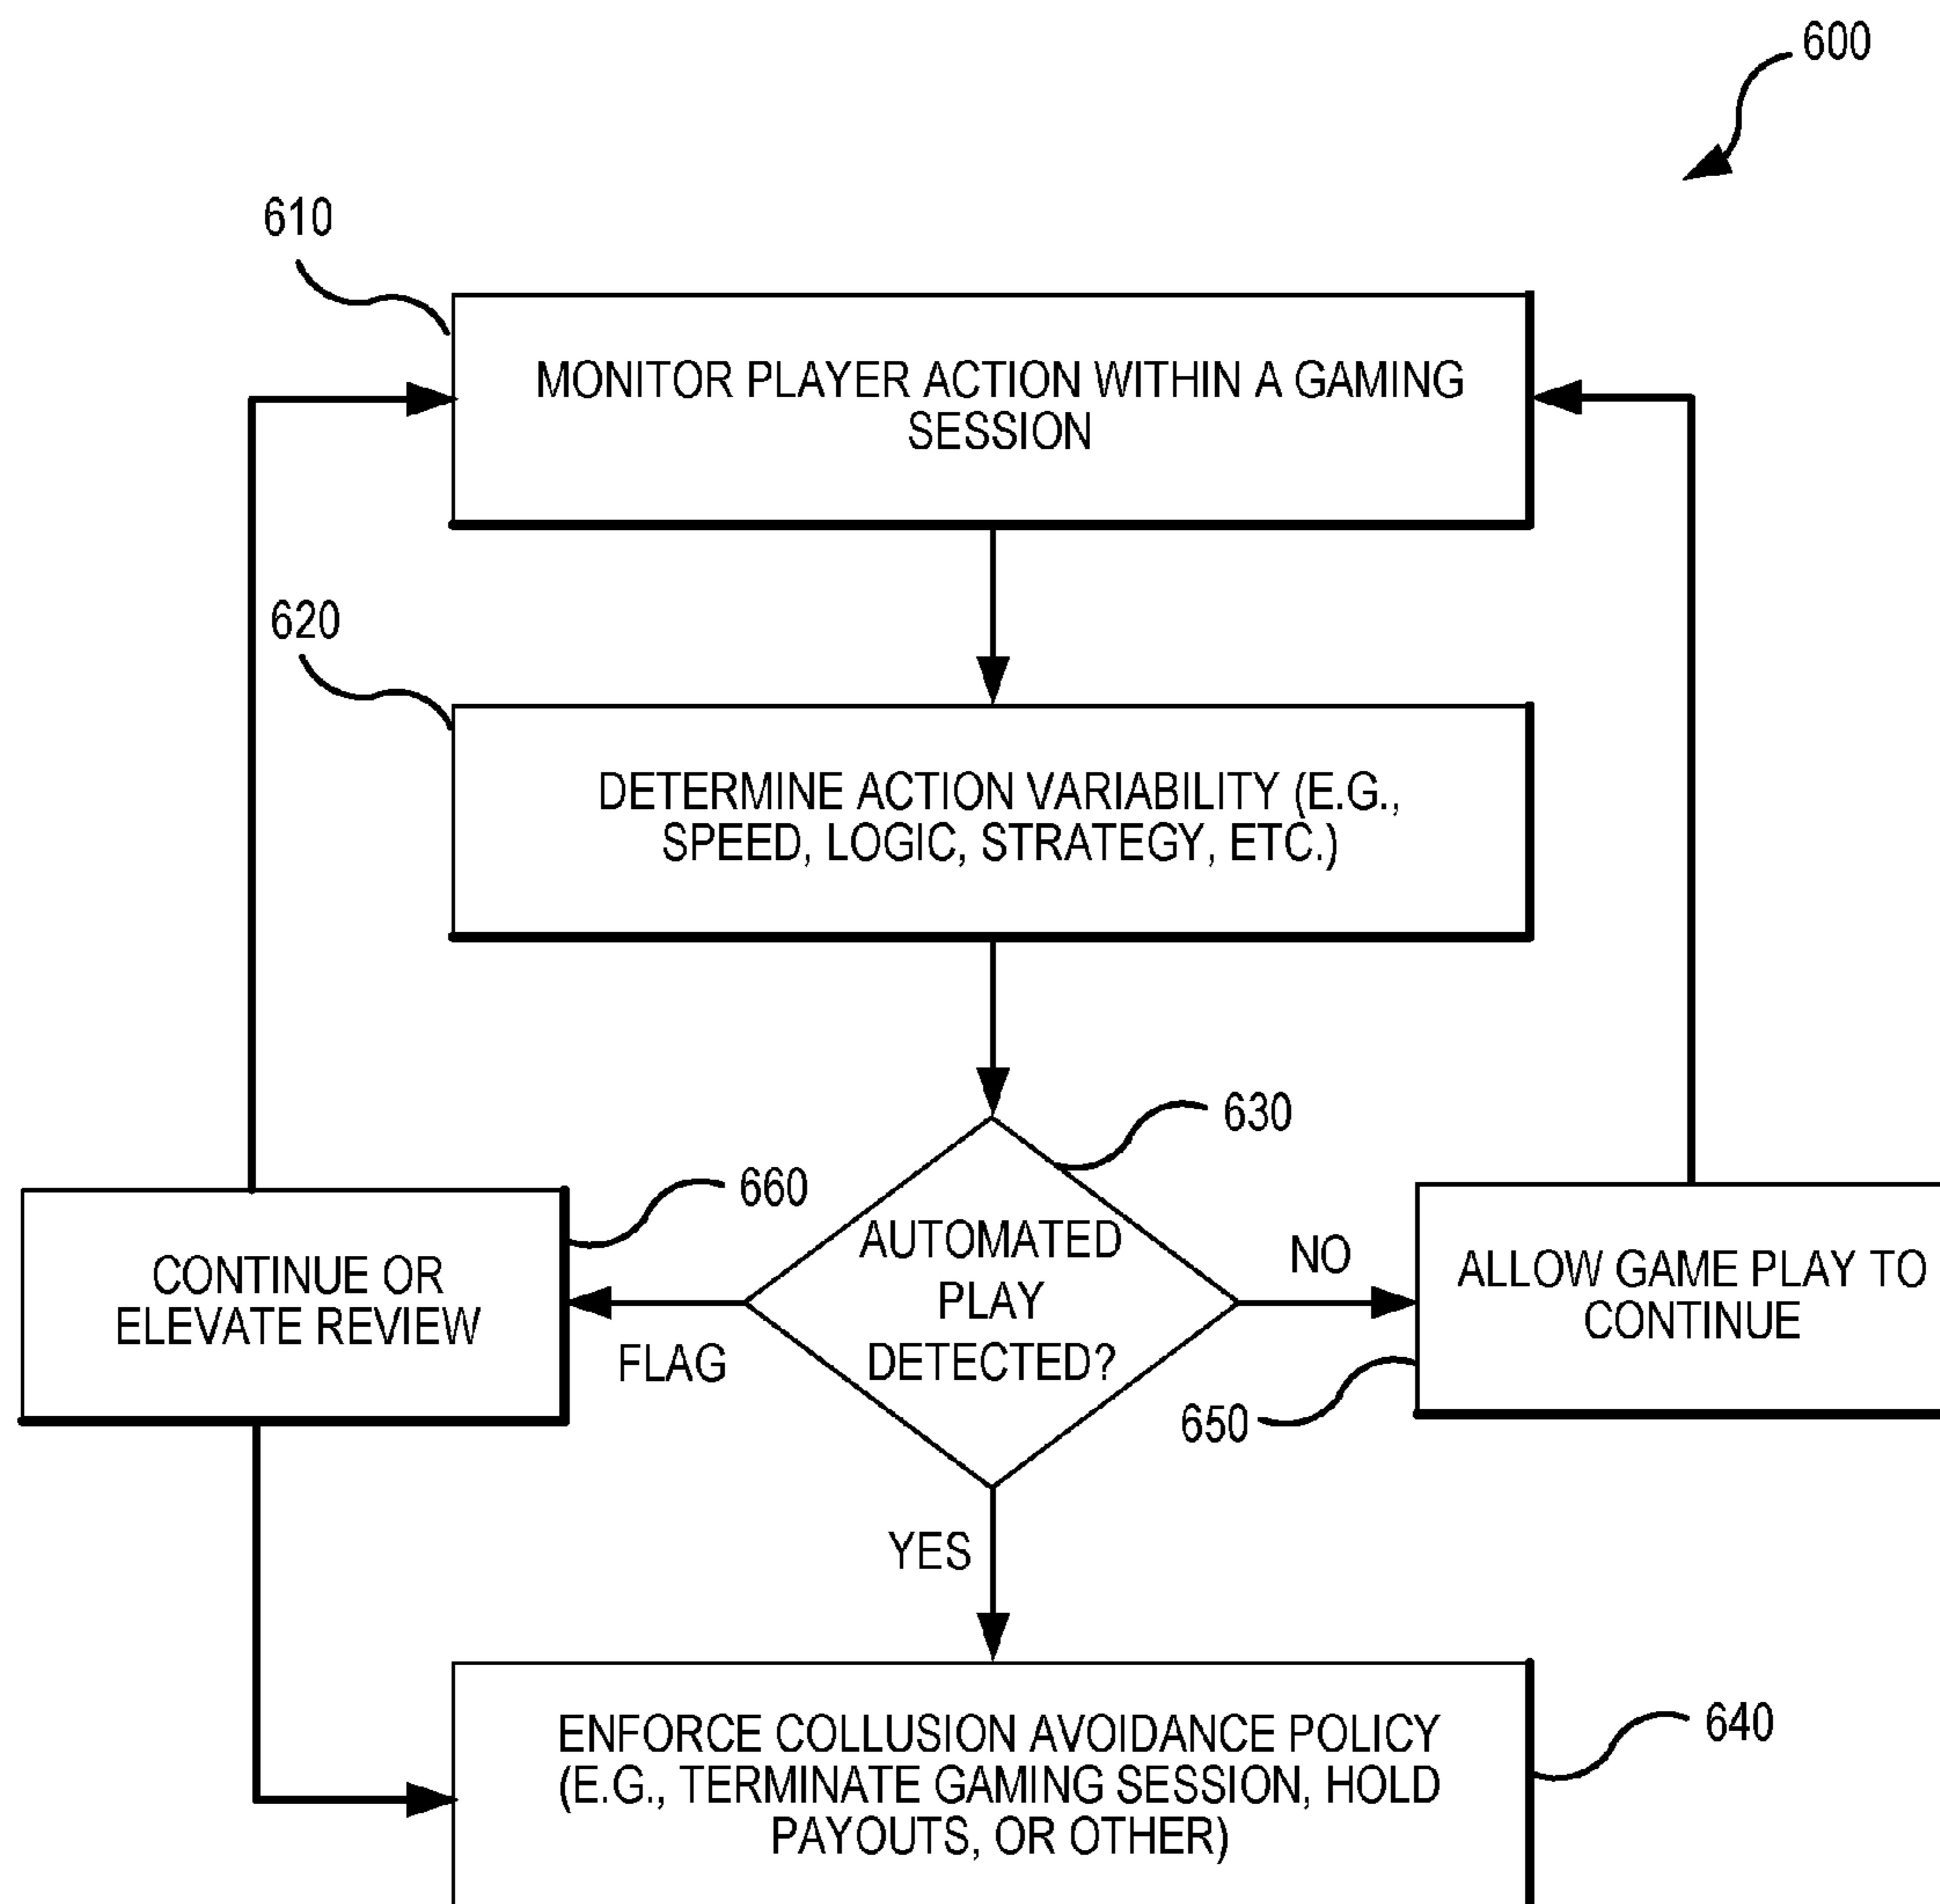 600
610
MONITOR PLAYER ACTION WITHIN A GAMING
SESSION
620
DETERMINE ACTION VARIABILITY (E.G.,
SPEED, LOGIC, STRATEGY, ETC.)
630
660
CONTINUE OR
ELEVATE REVIEW
FLAG
AUTOMATED
PLAY
DETECTED?
NO
ALLOW GAME PLAY TO
CONTINUE
650
YES
ENFORCE COLLUSION AVOIDANCE POLICY
(E.G., TERMINATE GAMING SESSION, HOLD
PAYOUTS, OR OTHER)
640